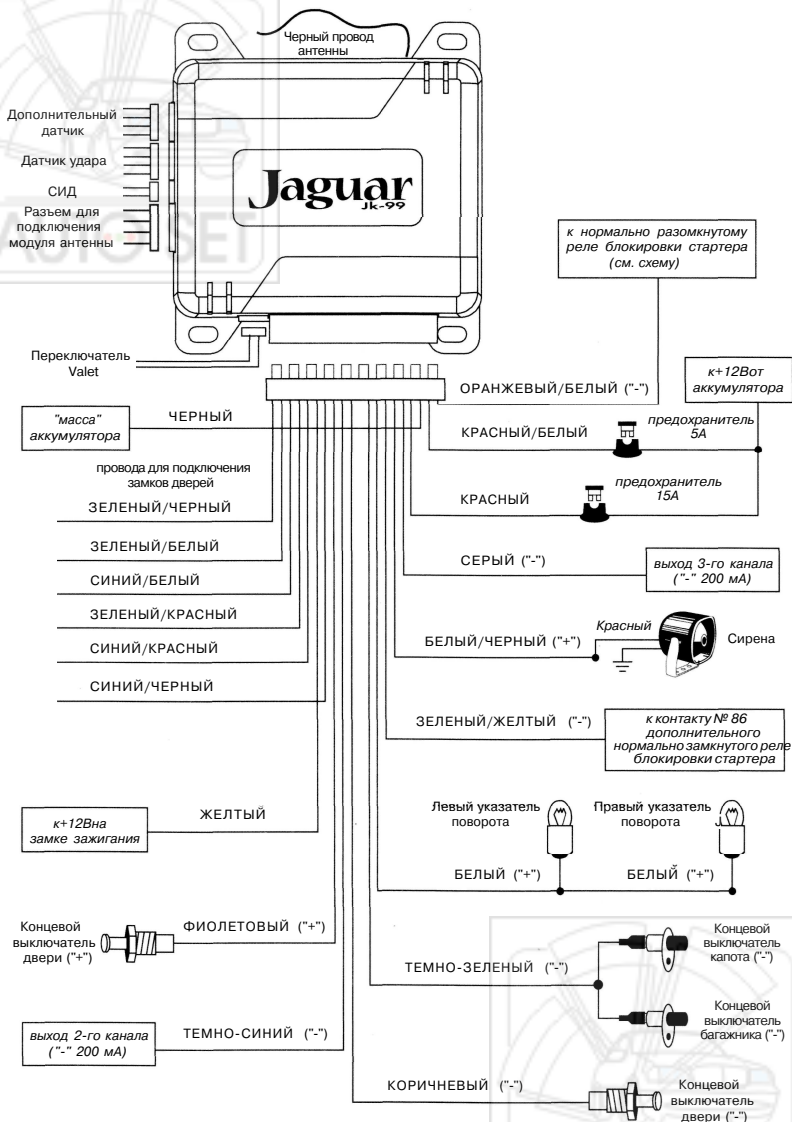 Черный провод
антенны
Дополнительный
датчик
Датчик удара
СИД
Разъем для
подключения
модуля антенны
Jaguar
Jk-99
AUTO SET
к нормально разомкнутому
реле блокировки стартера
(см. схему)
Переключатель
Valet
ОРАНЖЕВЫЙ/БЕЛЫЙ ("-")
к+12Вот
аккумулятора
"масса"
аккумулятора
ЧЕРНЫЙ
КРАСНЫЙ/БЕЛЫЙ
предохранитель
5А
провода для подключения
замков дверей
ЗЕЛЕНЫЙ/ЧЕРНЫЙ
КРАСНЫЙ
предохранитель
15А
ЗЕЛЕНЫЙ/БЕЛЫЙ
СИНИЙ/БЕЛЫЙ
СЕРЫЙ ("-")
выход 3-го канала
("-" 200 мА)
ЗЕЛЕНЫЙ/КРАСНЫЙ
СИНИЙ/КРАСНЫЙ
БЕЛЫЙ/ЧЕРНЫЙ ("+")
Красный
Сирена
СИНИЙ/ЧЕРНЫЙ
ЗЕЛЕНЫЙ/ЖЕЛТЫЙ ("-")
к контакту № 86
дополнительного
нормально замкнутого реле
блокировки стартера
к+12Вна
замке зажигания
ЖЕЛТЫЙ
Левый указатель
поворота
Правый указатель
поворота
БЕЛЫЙ ("+")
БЕЛЫЙ ("+")
Концевой
выключатель
двери ("+")
ФИОЛЕТОВЫЙ ("+")
ТЕМНО-ЗЕЛЕНЫЙ ("-")
Концевой
выключатель
капота ("-")
Концевой
выключатель
багажника ("-")
выход 2-го канала
("-" 200 мА)
ТЕМНО-СИНИЙ ("-")
КОРИЧНЕВЫЙ ("-")
Концевой
выключатель
двери ("-")